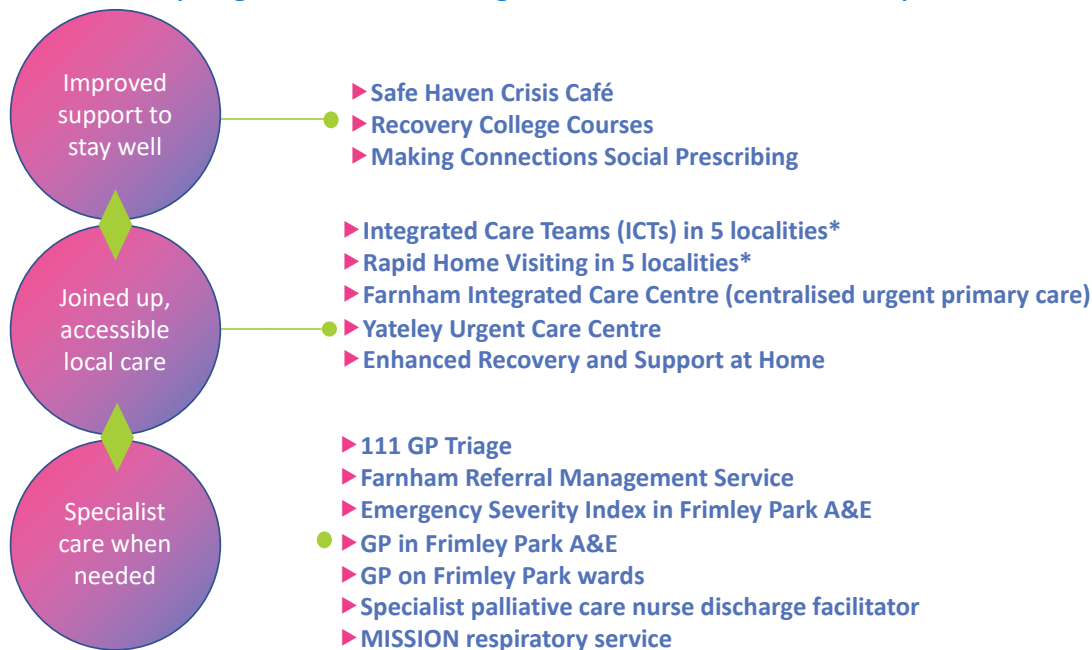 Improved
support to
stay well
Safe Haven Crisis Café
Recovery College Courses
Making Connections Social Prescribing
Joined up,
accessible
local care
Integrated Care Teams (ICTs) in 5 localities*
Rapid Home Visiting in 5 localities*
Farnham Integrated Care Centre (centralised urgent primary care)
Yateley Urgent Care Centre
Enhanced Recovery and Support at Home
Specialist
care when
needed
111 GP Triage
Farnham Referral Management Service
Emergency Severity Index in Frimley Park A&E
GP in Frimley Park A&E
GP on Frimley Park wards
Specialist palliative care nurse discharge facilitator
MISSION respiratory service